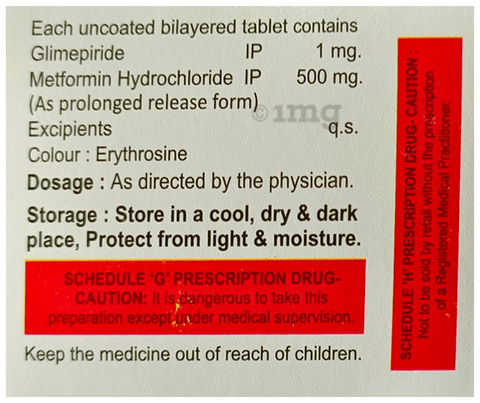 Each uncoated bilayered tablet contains
Glimepiride IP 1 mg.
Metformin Hydrochloride IP 500 mg.
(As prolonged release form)
1mg
Excipients q.s.
Colour : Erythrosine
Dosage : As directed by the physician.
Storage : Store in a cool, dry & dark
place, Protect from light & moisture.
SCHEDULE 'G' PRESCRIPTION DRUG-
CAUTION: It is dangerous to take this
preparation except under medical supervision.
Keep the medicine out of reach of children.
SCHEDULE 'H' PRESCRIPTION DRUG- CAUTION :
Not to be sold by retail without the prescription
of a Registered Medical Practitioner.